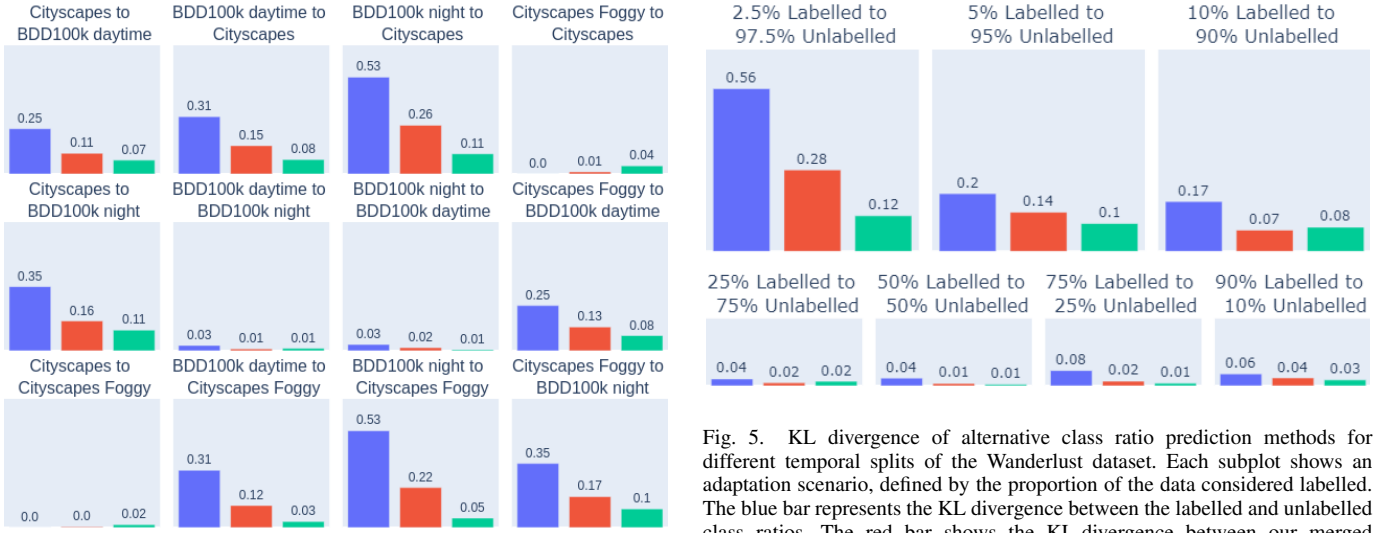 Cityscapes to
BDD100k daytime
0.25
0.11
0.07
BDD100k daytime to
Cityscapes
0.31
0.15
0.08
BDD100k night to
Cityscapes
0.53
0.26
0.11
Cityscapes Foggy to
Cityscapes
0.0
0.01
0.04
Cityscapes to
BDD100k night
0.35
0.16
0.11
BDD100k daytime to
BDD100k night
0.03
0.01
0.01
BDD100k night to
BDD100k daytime
0.03
0.02
0.01
Cityscapes Foggy to
BDD100k daytime
0.25
0.13
0.08
Cityscapes to
Cityscapes Foggy
0.0
0.0
0.02
BDD100k daytime to
Cityscapes Foggy
0.31
0.12
0.03
BDD100k night to
Cityscapes Foggy
0.53
0.22
0.05
Cityscapes Foggy to
BDD100k night
0.35
0.17
0.1
2.5% Labelled to
97.5% Unlabelled
0.56
0.28
0.12
5% Labelled to
95% Unlabelled
0.2
0.14
0.1
10% Labelled to
90% Unlabelled
0.17
0.07
0.08
25% Labelled to
75% Unlabelled
0.04
0.02
0.02
50% Labelled to
50% Unlabelled
0.04
0.01
0.01
75% Labelled to
25% Unlabelled
0.08
0.02
0.01
90% Labelled to
10% Unlabelled
0.06
0.04
0.03
Fig. 5. KL divergence of alternative class ratio prediction methods for
different temporal splits of the Wanderlust dataset. Each subplot shows an
adaptation scenario, defined by the proportion of the data considered labelled.
The blue bar represents the KL divergence between the labelled and unlabelled
class ratios. The red bar shows the KL divergence between our merged